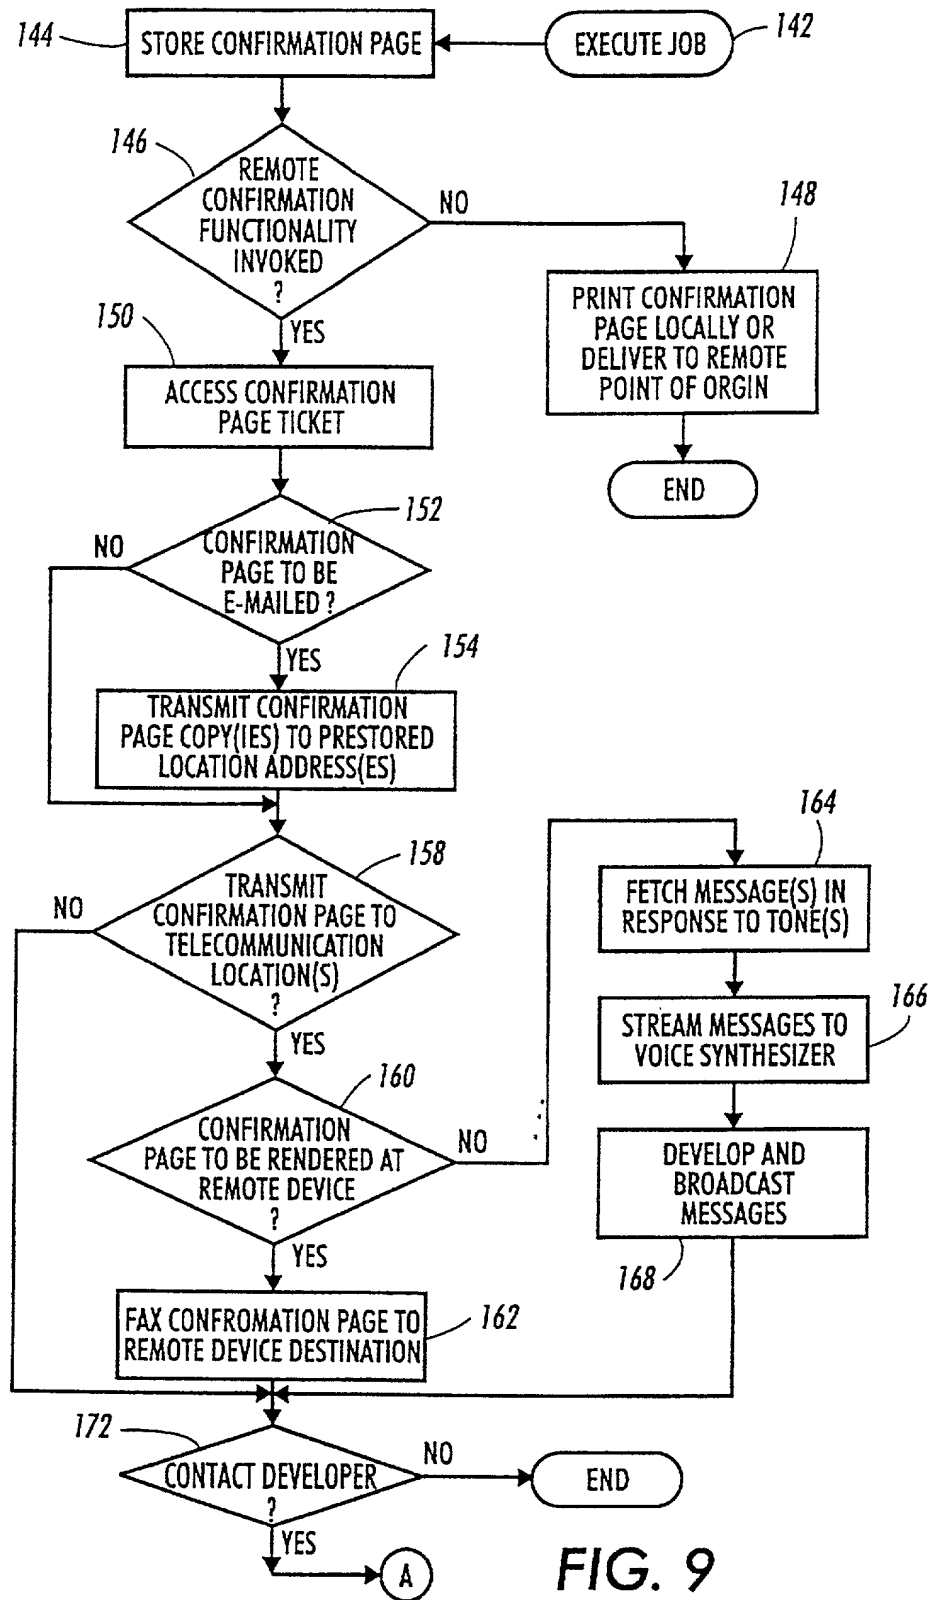 144
STORE CONFIRMATION PAGE
EXECUTE JOB
142
146
REMOTE
CONFIRMATION
FUNCTIONALITY
INVOKED
?
NO
YES
148
PRINT CONFIRMATION
PAGE LOCALLY OR
DELIVER TO REMOTE
POINT OF ORGIN
END
150
ACCESS CONFIRMATION
PAGE TICKET
152
CONFIRMATION
PAGE TO BE
E-MAILED ?
NO
YES
154
TRANSMIT CONFIRMATION
PAGE COPY(IES) TO PRESTORED
LOCATION ADDRESS(ES)
158
TRANSMIT
CONFIRMATION PAGE TO
TELECOMMUNICATION
LOCATION(S)
?
NO
YES
160
CONFIRMATION
PAGE TO BE RENDERED AT
REMOTE DEVICE
?
NO
YES
164
FETCH MESSAGE(S) IN
RESPONSE TO TONE(S)
166
STREAM MESSAGES TO
VOICE SYNTHESIZER
DEVELOP AND
BROADCAST
MESSAGES
168
162
FAX CONFROMATION PAGE TO
REMOTE DEVICE DESTINATION
172
CONTACT DEVELOPER
?
NO
END
YES
A
FIG. 9